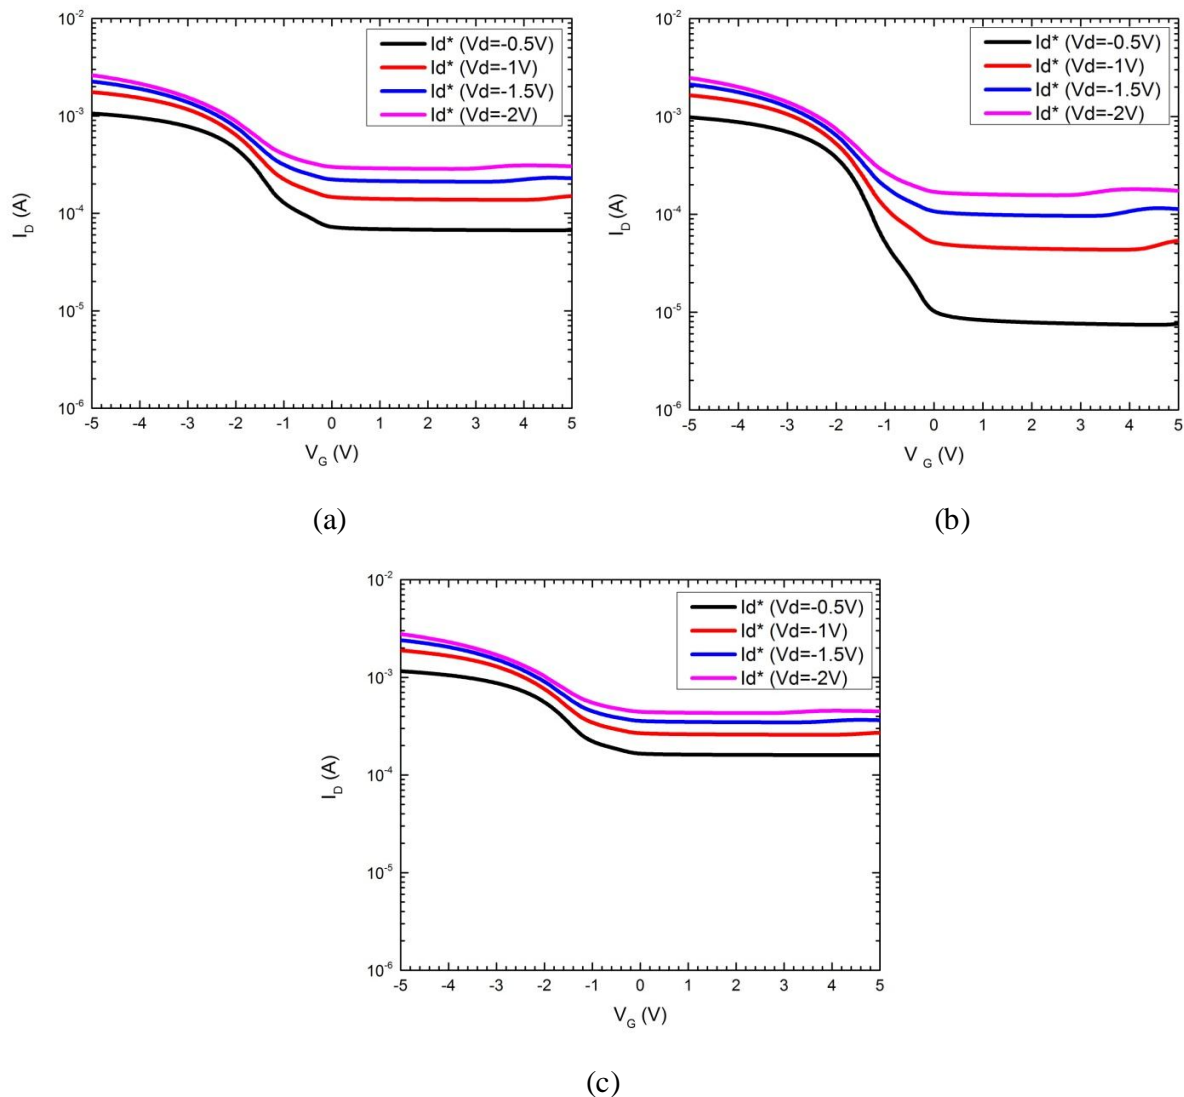 10⁻²
10⁻³
10⁻⁴
10⁻⁵
10⁻⁶
I_D (A)
Id* (Vd=-0.5V)
Id* (Vd=-1V)
Id* (Vd=-1.5V)
Id* (Vd=-2V)
-5 -4 -3 -2 -1 0 1 2 3 4 5
V_G (V)
(a)
10⁻²
10⁻³
10⁻⁴
10⁻⁵
10⁻⁶
I_D (A)
Id* (Vd=-0.5V)
Id* (Vd=-1V)
Id* (Vd=-1.5V)
Id* (Vd=-2V)
-5 -4 -3 -2 -1 0 1 2 3 4 5
V_G (V)
(b)
10⁻²
10⁻³
10⁻⁴
10⁻⁵
10⁻⁶
I_D (A)
Id* (Vd=-0.5V)
Id* (Vd=-1V)
Id* (Vd=-1.5V)
Id* (Vd=-2V)
-5 -4 -3 -2 -1 0 1 2 3 4 5
V_G (V)
(c)